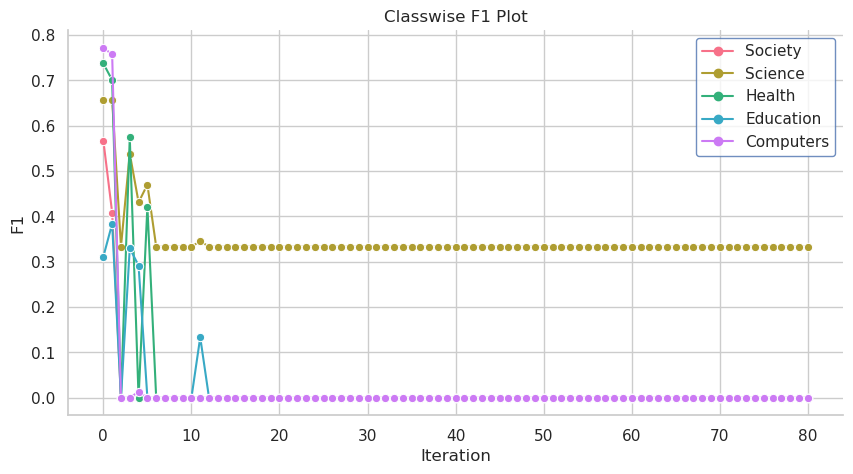 Classwise F1 Plot
0.8
0.7
0.6
0.5
0.4
0.3
0.2
0.1
0.0
F1
Society
Science
Health
Education
Computers
0 10 20 30 40 50 60 70 80
Iteration